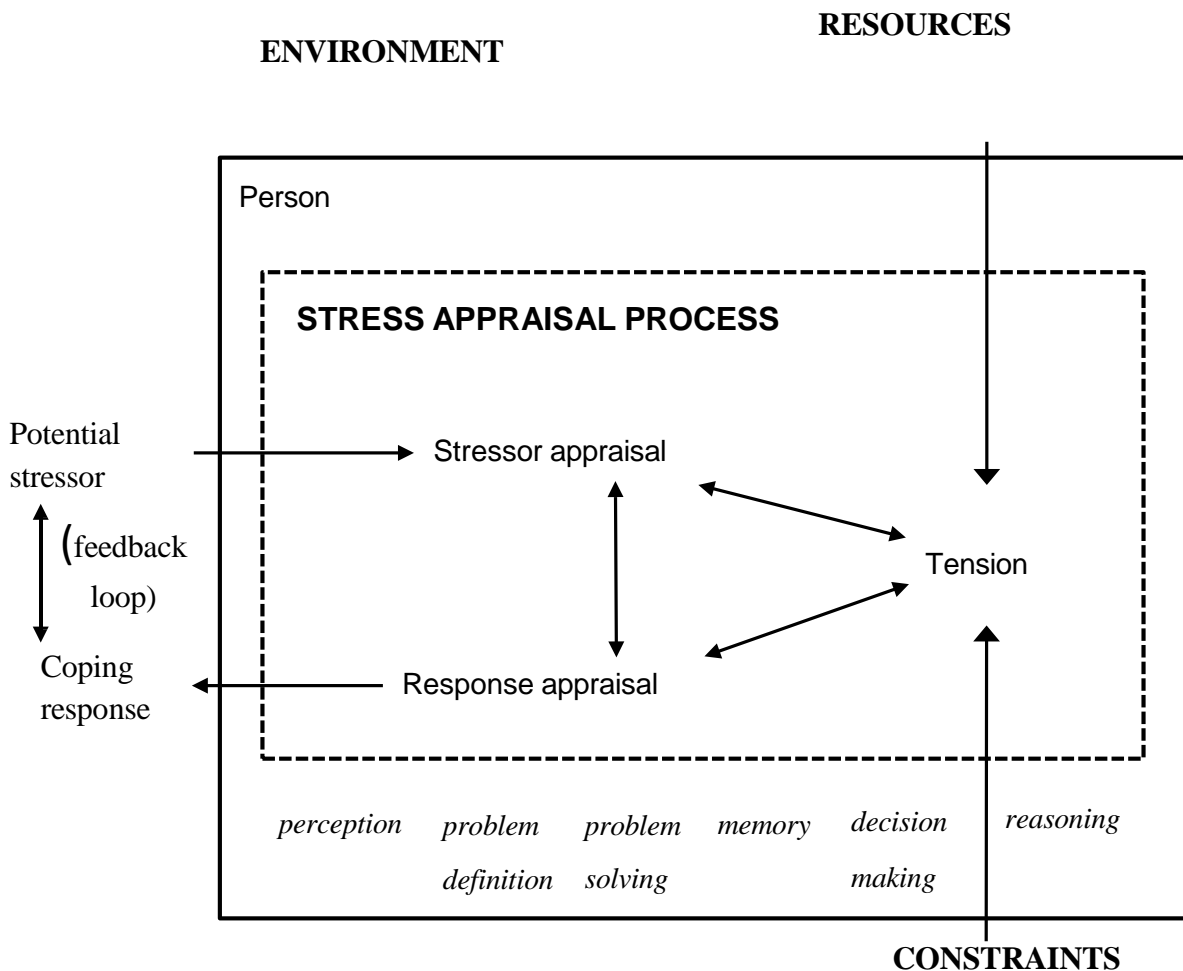 RESOURCES
ENVIRONMENT
Person
STRESS APPRAISAL PROCESS
Potential
stressor
Stressor appraisal
(feedback
loop)
Tension
Coping
response
Response appraisal
perception
problem
definition
problem
solving
memory
decision
making
reasoning
CONSTRAINTS